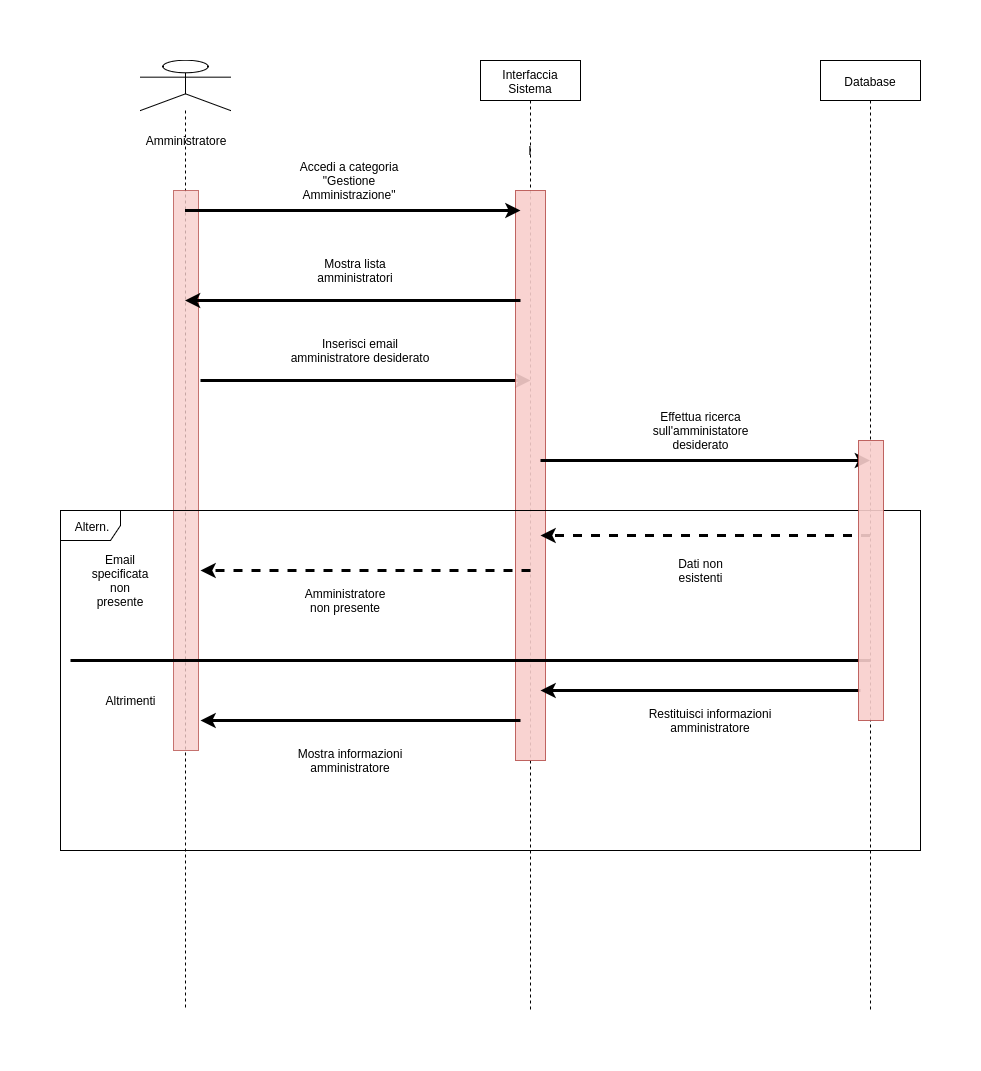 Interfaccia
Sistema
Database
Amministratore
Accedi a categoria
"Gestione
Amministrazione"
Mostra lista
amministratori
Inserisci email
amministratore desiderato
Effettua ricerca
sull'amministatore
desiderato
Altern.
Email
specificata
non
presente
Dati non
esistenti
Amministratore
non presente
Altrimenti
Restituisci informazioni
amministratore
Mostra informazioni
amministratore